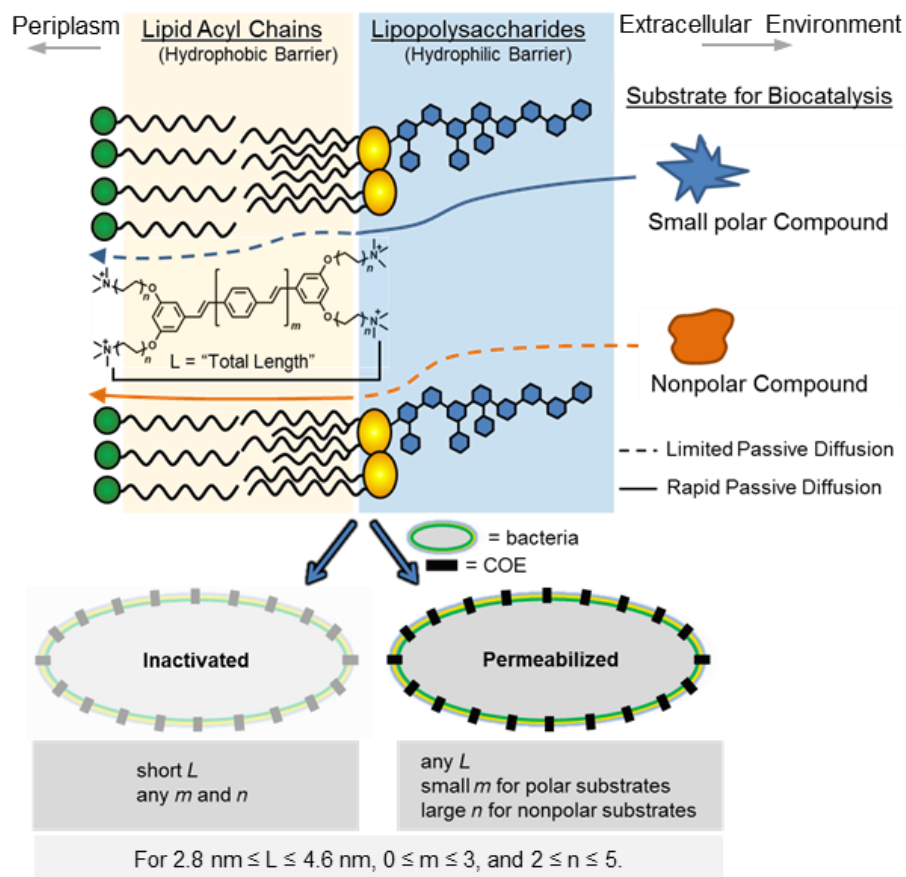 Periplasm
Lipid Acyl Chains
(Hydrophobic Barrier)
Lipopolysaccharides
(Hydrophilic Barrier)
Extracellular Environment
Substrate for Biocatalysis
Small polar Compound
N+
n
O
O
n
N+
N+
n
O
O
n
N+
m
L = "Total Length"
Nonpolar Compound
Limited Passive Diffusion
Rapid Passive Diffusion
= bacteria
= COE
Inactivated
Permeabilized
short L
any m and n
any L
small m for polar substrates
large n for nonpolar substrates
For 2.8 nm ≤ L ≤ 4.6 nm, 0 ≤ m ≤ 3, and 2 ≤ n ≤ 5.